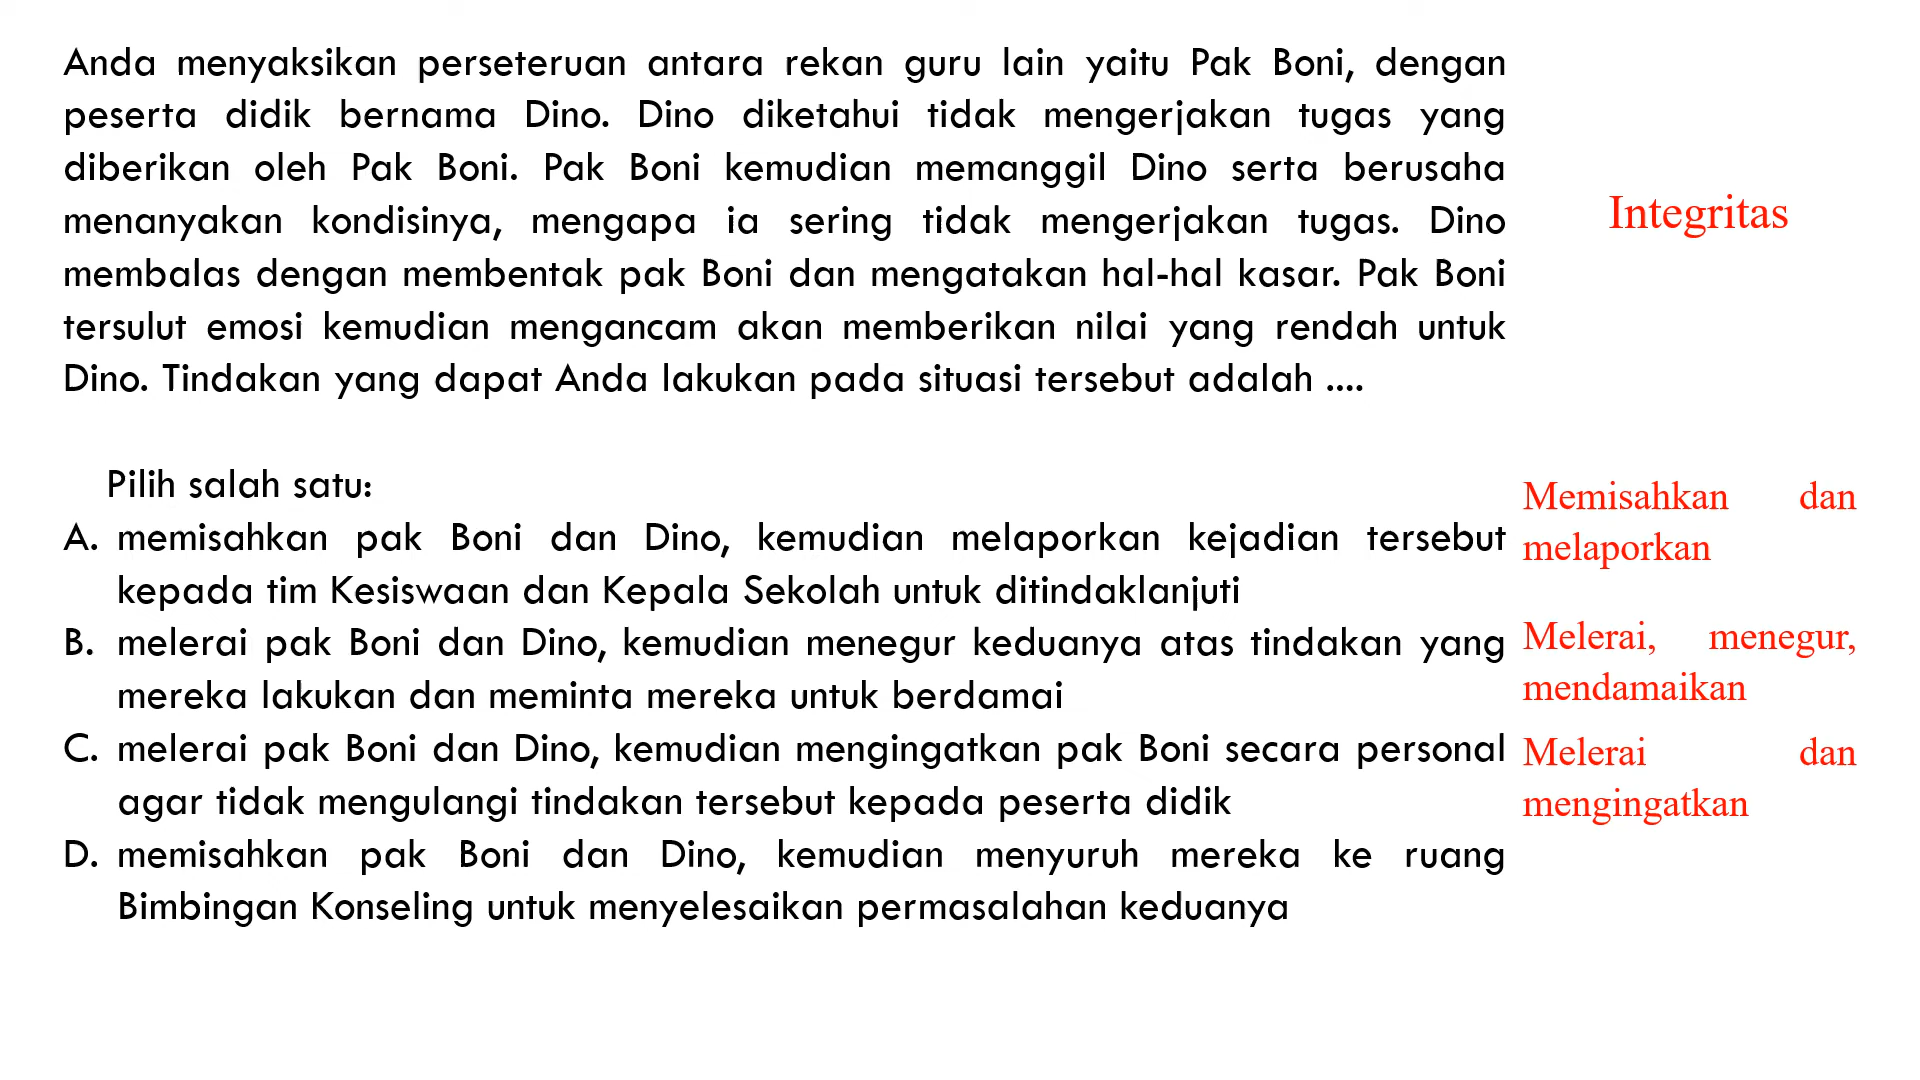 Anda menyaksikan perseteruan antara rekan guru lain yaitu Pak Boni, dengan
peserta didik bernama Dino. Dino diketahui tidak mengerjakan tugas yang
diberikan oleh Pak Boni. Pak Boni kemudian memanggil Dino serta berusaha
menanyakan kondisinya, mengapa ia sering tidak mengerjakan tugas. Dino
membalas dengan membentak pak Boni dan mengatakan hal-hal kasar. Pak Boni
tersulut emosi kemudian mengancam akan memberikan nilai yang rendah untuk
Dino. Tindakan yang dapat Anda lakukan pada situasi tersebut adalah ....
Integritas
Pilih salah satu:
A. memisahkan pak Boni dan Dino, kemudian melaporkan kejadian tersebut
kepada tim Kesiswaan dan Kepala Sekolah untuk ditindaklanjuti
Memisahkan dan
melaporkan
B. melerai pak Boni dan Dino, kemudian menegur keduanya atas tindakan yang
mereka lakukan dan meminta mereka untuk berdamai
Melerai, menegur,
mendamaikan
C. melerai pak Boni dan Dino, kemudian mengingatkan pak Boni secara personal
agar tidak mengulangi tindakan tersebut kepada peserta didik
Melerai dan
mengingatkan
D. memisahkan pak Boni dan Dino, kemudian menyuruh mereka ke ruang
Bimbingan Konseling untuk menyelesaikan permasalahan keduanya